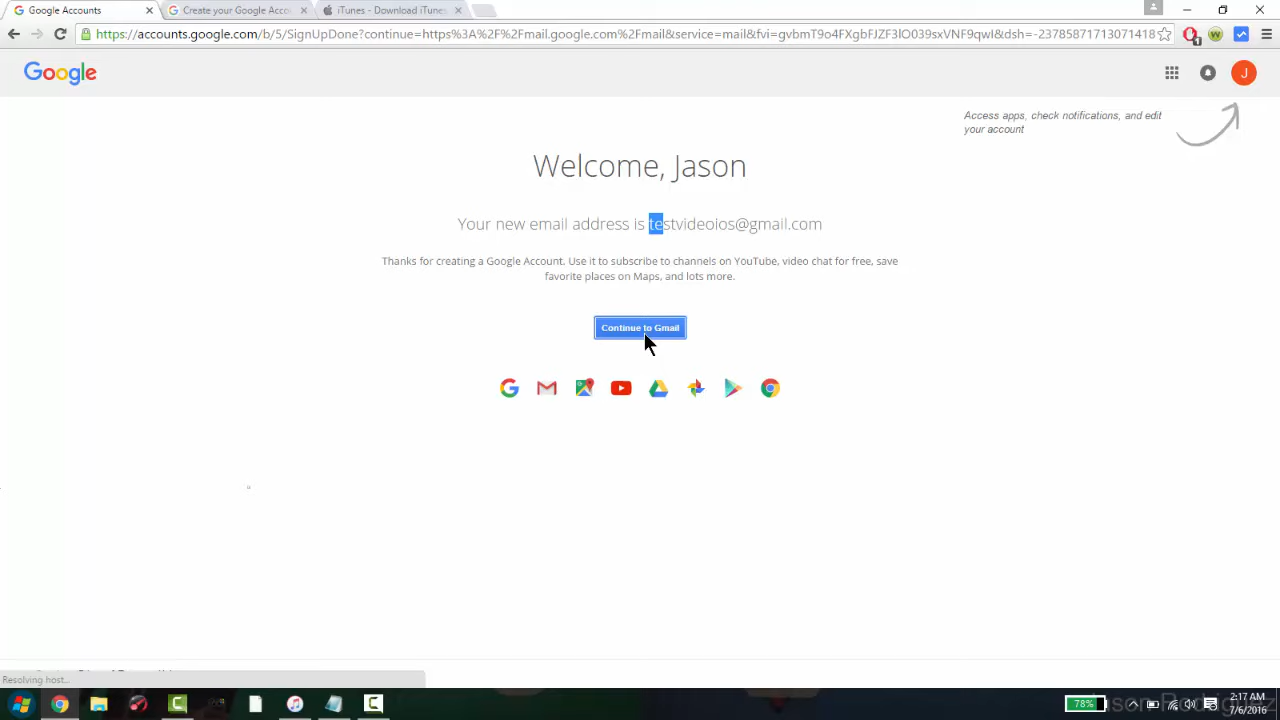 Google Accounts
Create your Google Acco
iTunes - Download iTunes
https://accounts.google.com/b/5/SignUpDone?continue=https%3A%2F%2Fmail.google.com%2Fmail&service=mail&fvi=gvbmT9o4FXgbFJZF3lO039sxVNF9qwI&dsh=-23785871713071418
Google
J
Access apps, check notifications, and edit
your account
Welcome, Jason
Your new email address is testvideoios@gmail.com
Thanks for creating a Google Account. Use it to subscribe to channels on YouTube, video chat for free, save
favorite places on Maps, and lots more.
Continue to Gmail
Resolving host...
78%
2:17 AM
7/6/2016
Jason Rodriguez